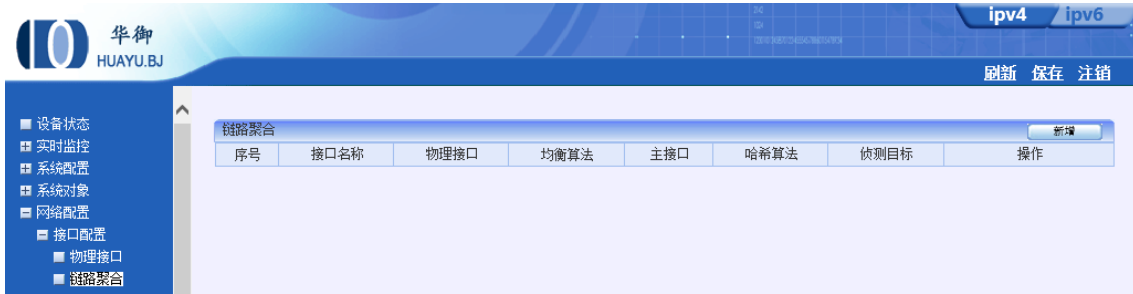 华御
HUAYU.BJ
ipv4 ipv6
刷新 保存 注销
设备状态
实时监控
系统配置
系统对象
网络配置
接口配置
物理接口
链路聚合
链路聚合 新增
序号 接口名称 物理接口 均衡算法 主接口 哈希算法 侦测目标 操作